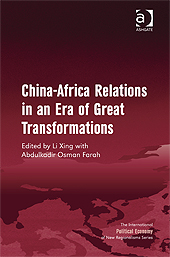 ASHGATE
China-Africa Relations
in an Era of Great
Transformations
Edited by Li Xing with
Abdulkadir Osman Farah
The International
Political Economy
of New Regionalisms Series